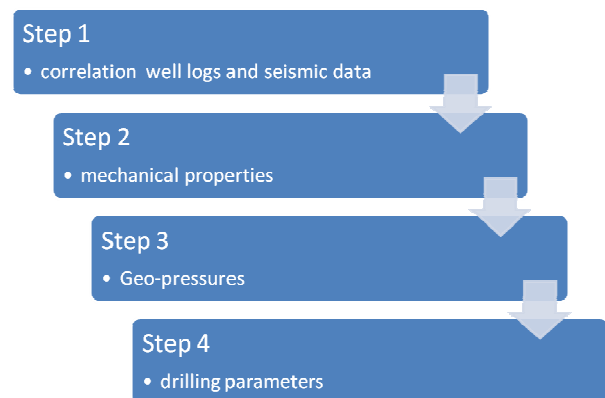 Step 1
• correlation well logs and seismic data
Step 2
• mechanical properties
Step 3
• Geo-pressures
Step 4
• drilling parameters